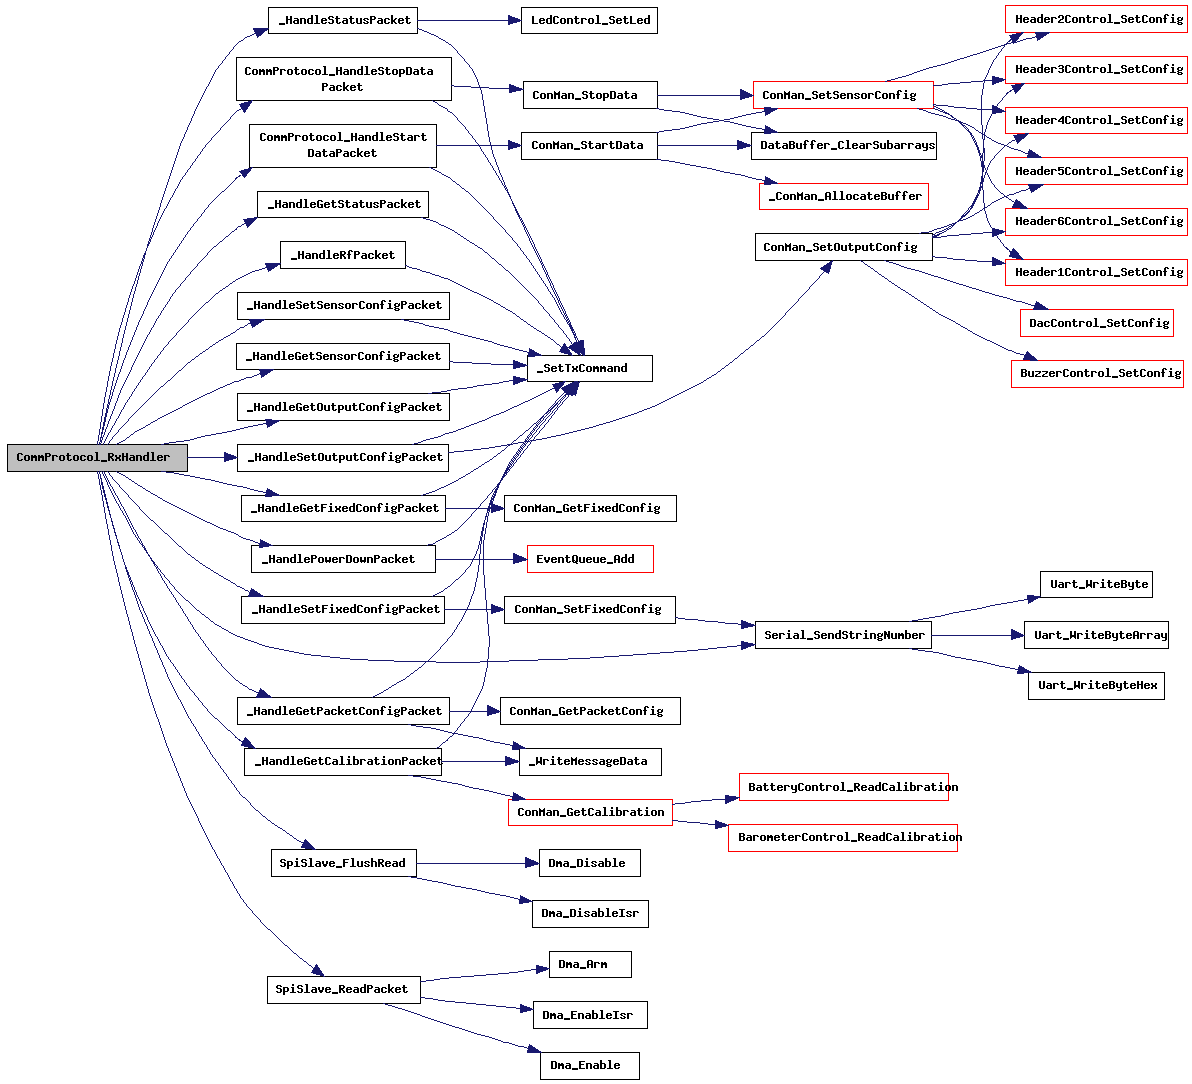 CommProtocol_RxHandler
_HandleStatusPacket
CommProtocol_HandleStopData
Packet
CommProtocol_HandleStart
DataPacket
_HandleGetStatusPacket
_HandleRfPacket
_HandleSetSensorConfigPacket
_HandleGetSensorConfigPacket
_HandleGetOutputConfigPacket
_HandleSetOutputConfigPacket
_HandleGetFixedConfigPacket
_HandlePowerDownPacket
_HandleSetFixedConfigPacket
_HandleGetPacketConfigPacket
_HandleGetCalibrationPacket
SpiSlave_FlushRead
SpiSlave_ReadPacket
LedControl_SetLed
ConMan_StopData
ConMan_StartData
_SetTxCommand
ConMan_GetFixedConfig
EventQueue_Add
ConMan_SetFixedConfig
ConMan_GetPacketConfig
_WriteMessageData
ConMan_GetCalibration
Dma_Disable
Dma_DisableIsr
Dma_Arm
Dma_EnableIsr
Dma_Enable
ConMan_SetSensorConfig
DataBuffer_ClearSubarrays
_ConMan_AllocateBuffer
ConMan_SetOutputConfig
Serial_SendStringNumber
BatteryControl_ReadCalibration
BarometerControl_ReadCalibration
Header2Control_SetConfig
Header3Control_SetConfig
Header4Control_SetConfig
Header5Control_SetConfig
Header6Control_SetConfig
Header1Control_SetConfig
DacControl_SetConfig
BuzzerControl_SetConfig
Uart_WriteByte
Uart_WriteByteArray
Uart_WriteByteHex